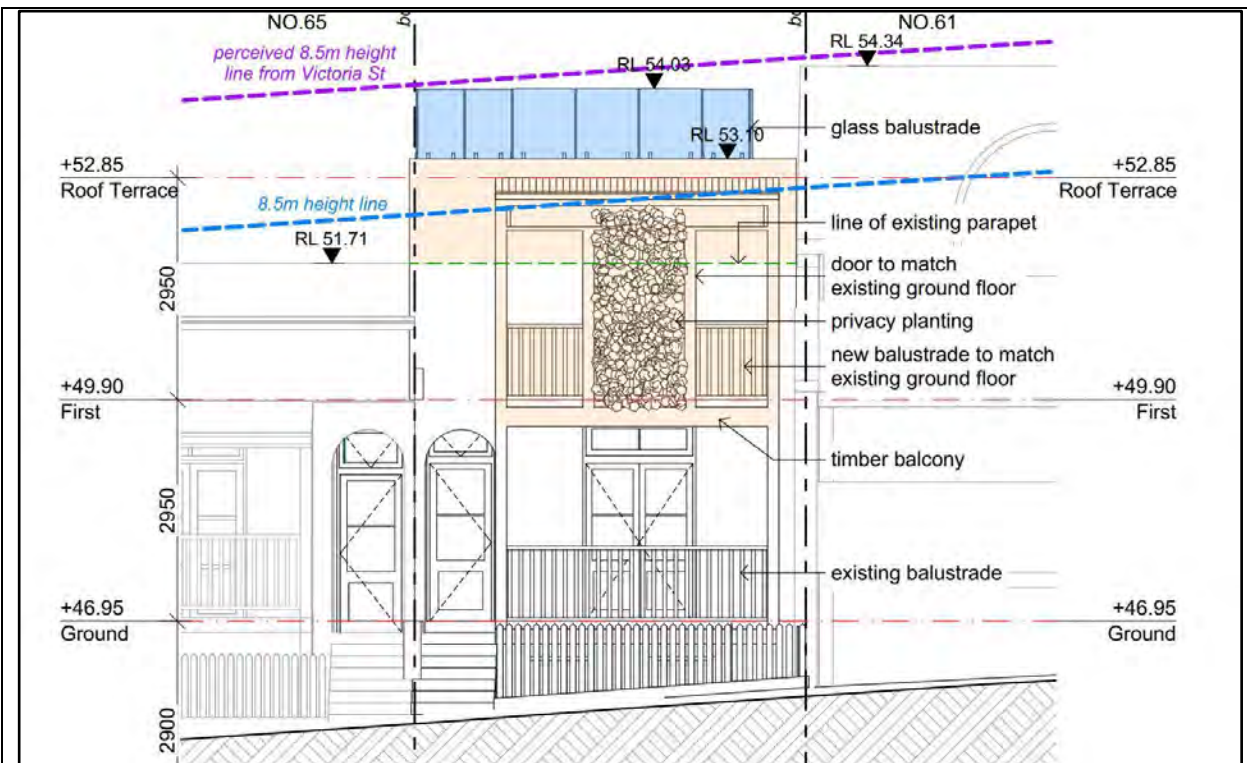 NO.65
NO.61
perceived 8.5m height
line from Victoria St
RL 54.34
RL 54.03
glass balustrade
RL 53.10
+52.85
Roof Terrace
+52.85
Roof Terrace
8.5m height line
line of existing parapet
RL 51.71
door to match
existing ground floor
2950
privacy planting
new balustrade to match
existing ground floor
+49.90
First
+49.90
First
timber balcony
2950
existing balustrade
+46.95
Ground
+46.95
Ground
2900